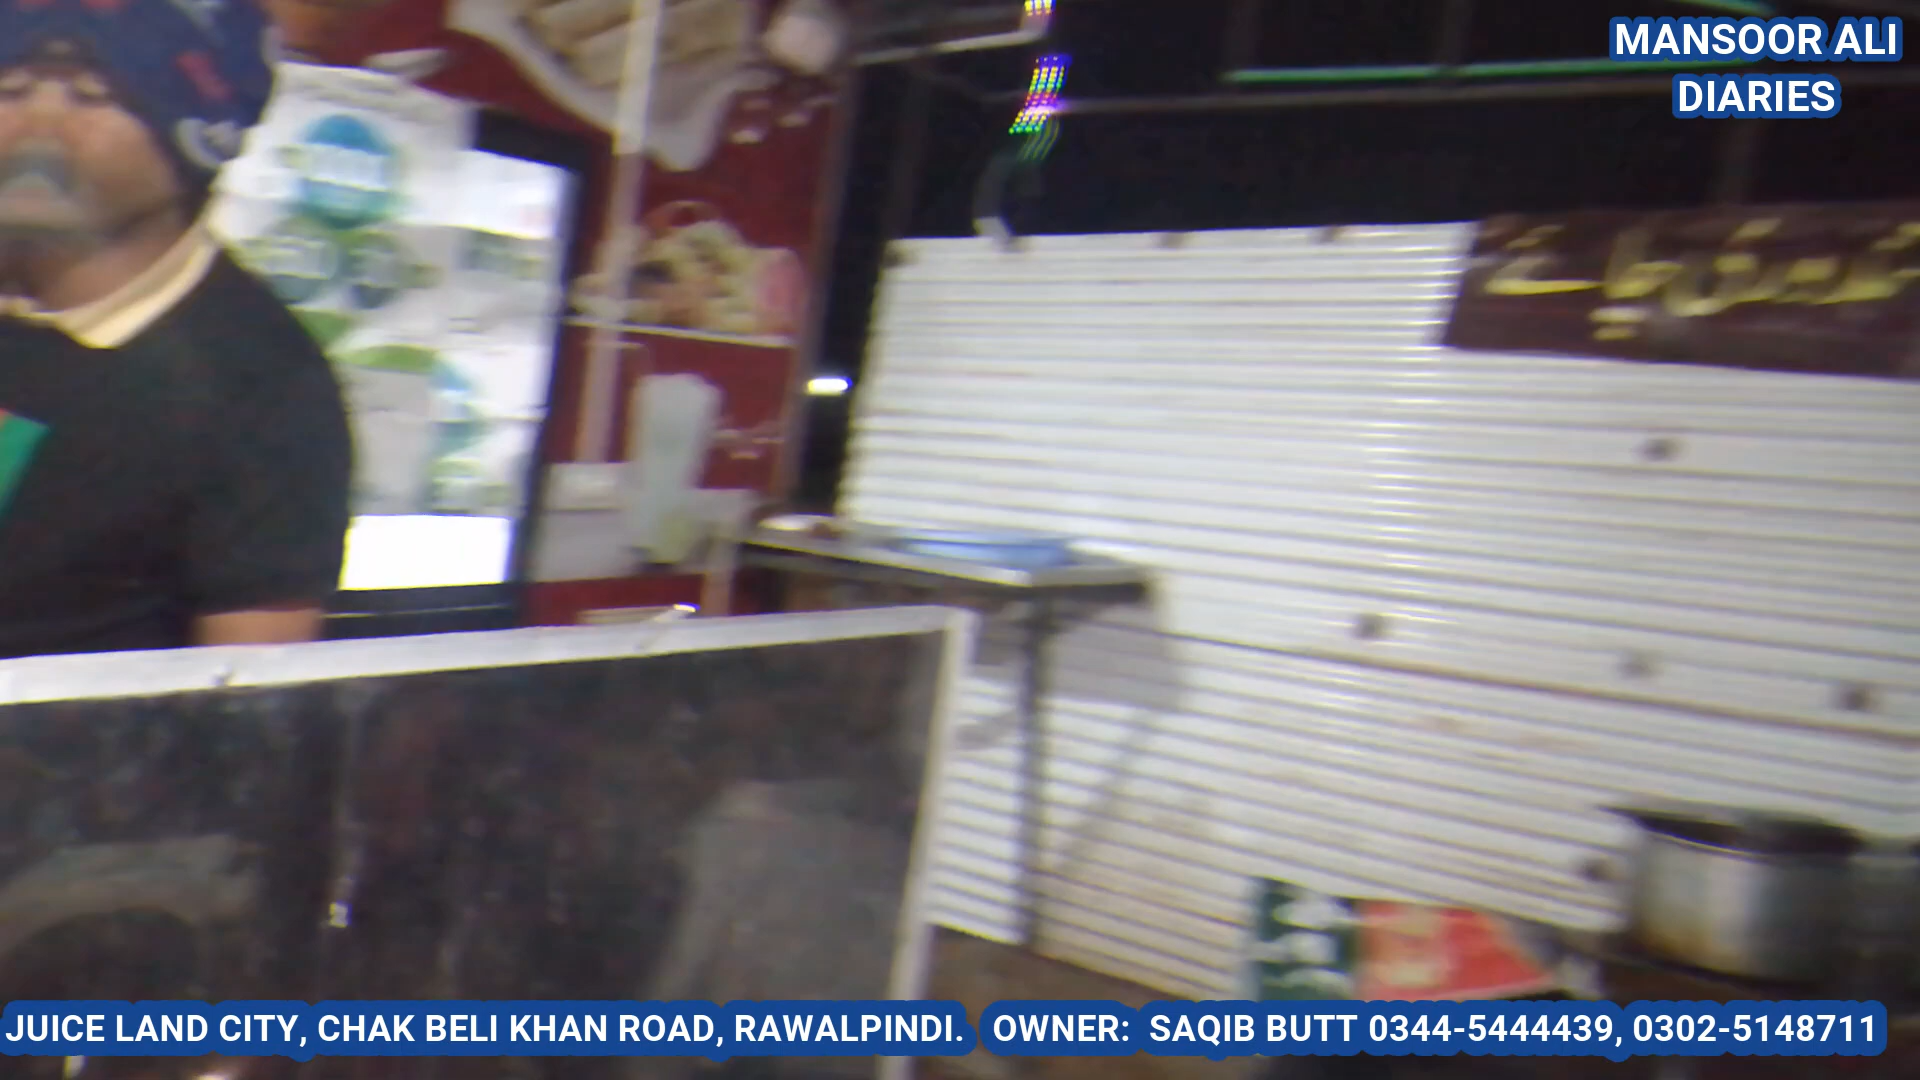 MANSOOR ALI
DIARIES
JUICE LAND CITY, CHAK BELI KHAN ROAD, RAWALPINDI. OWNER: SAQIB BUTT 0344-5444439, 0302-5148711